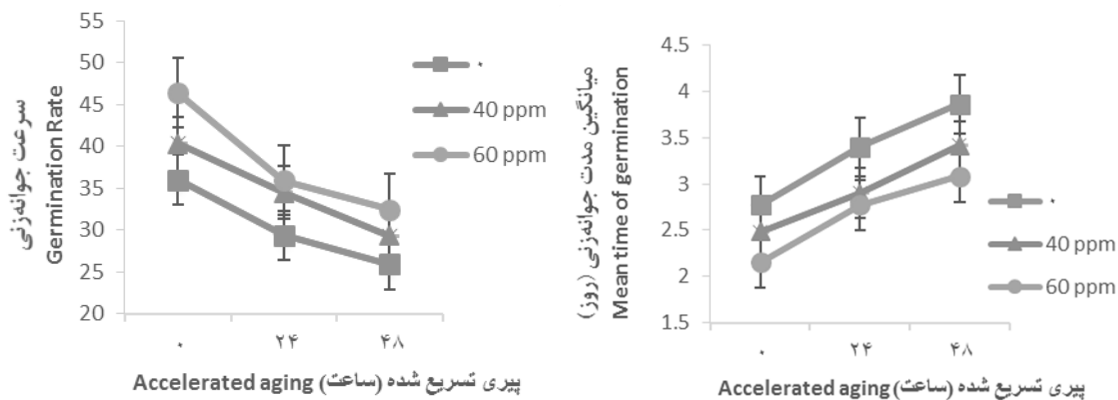 55
50
45
40
35
30
25
20
سرعت جوانه‌زنی
Germination Rate
۰
40 ppm
60 ppm
۰ ۲۴ ۴۸
پیری تسریع شده (ساعت) Accelerated aging
4.5
4
3.5
3
2.5
2
1.5
میانگین مدت جوانه‌زنی (روز)
Mean time of germination
۰
40 ppm
60 ppm
۰ ۲۴ ۴۸
پیری تسریع شده (ساعت) Accelerated aging